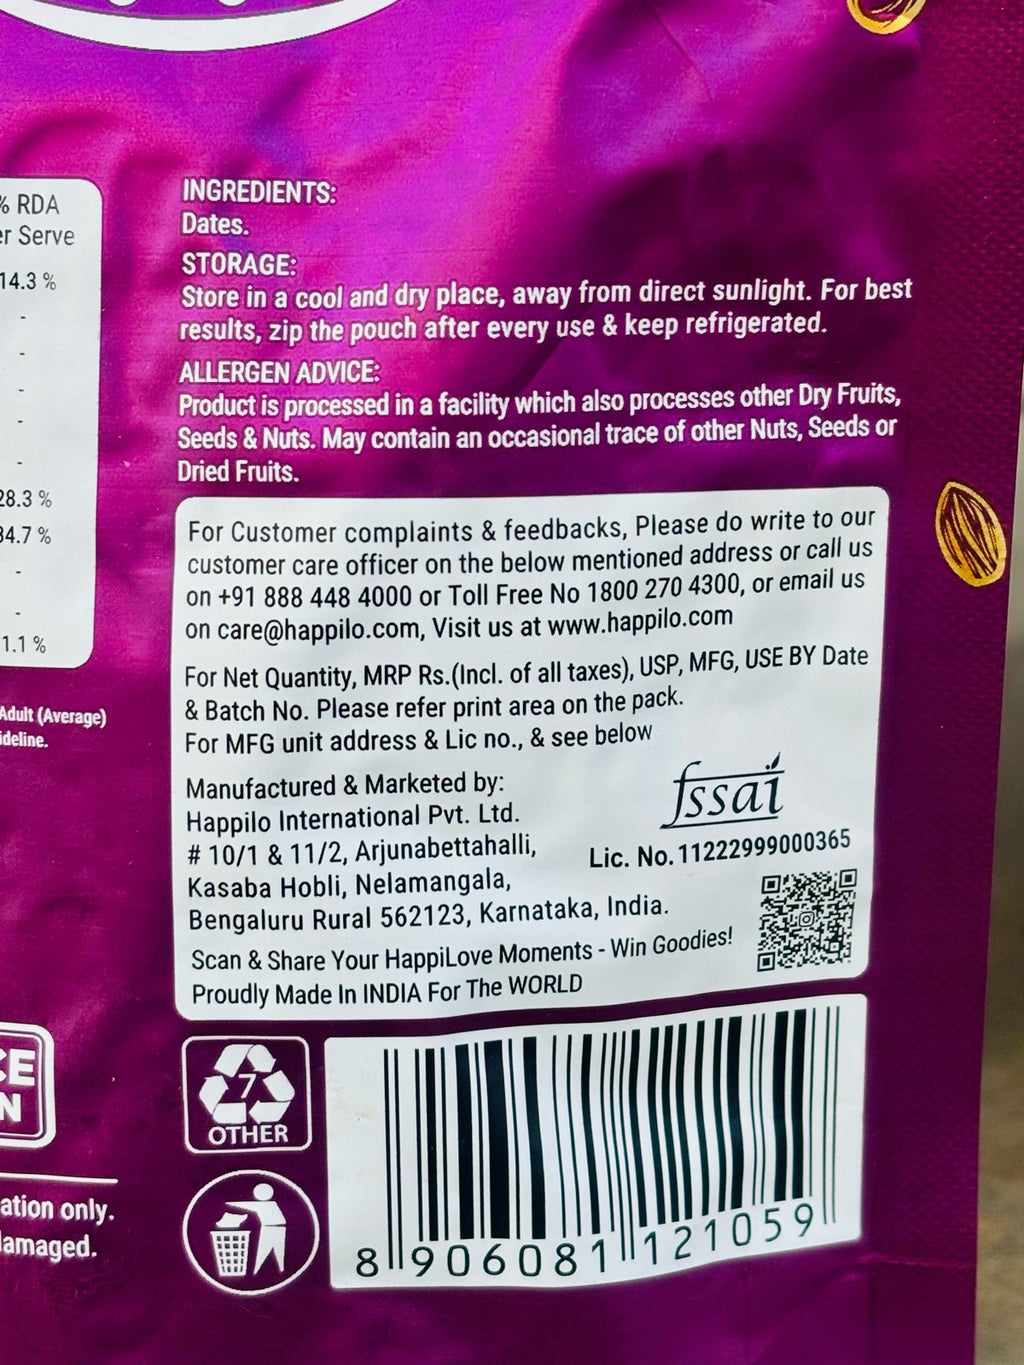 % RDA
er Serve
14.3 %
-
-
-
-
-
28.3 %
34.7 %
-
-
1.1 %
Adult (Average)
ideline.
CE
N
ation only.
damaged.
INGREDIENTS:
Dates.
STORAGE:
Store in a cool and dry place, away from direct sunlight. For best
results, zip the pouch after every use & keep refrigerated.
ALLERGEN ADVICE:
Product is processed in a facility which also processes other Dry Fruits,
Seeds & Nuts. May contain an occasional trace of other Nuts, Seeds or
Dried Fruits.
For Customer complaints & feedbacks, Please do write to our
customer care officer on the below mentioned address or call us
on +91 888 448 4000 or Toll Free No 1800 270 4300, or email us
on care@happilo.com, Visit us at www.happilo.com
For Net Quantity, MRP Rs.(Incl. of all taxes), USP, MFG, USE BY Date
& Batch No. Please refer print area on the pack.
For MFG unit address & Lic no., & see below
Manufactured & Marketed by:
Happilo International Pvt. Ltd.
# 10/1 & 11/2, Arjunabettahalli,
Kasaba Hobli, Nelamangala,
Bengaluru Rural 562123, Karnataka, India.
fssai
Lic. No. 11222999000365
Scan & Share Your HappiLove Moments - Win Goodies!
Proudly Made In INDIA For The WORLD
7
OTHER
8 906081 121059